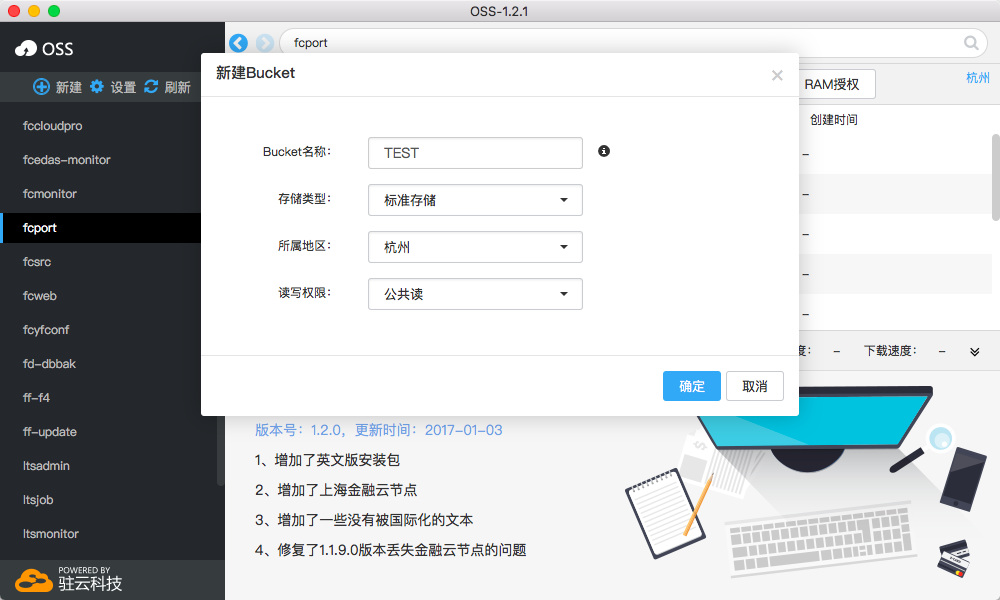 OSS-1.2.1
OSS
fcport
新建 设置 刷新
RAM授权
杭州
创建时间
fccloudpro
fcedas-monitor
fcmonitor
fcport
fcsrc
fcweb
fcyfconf
fd-dbbak
ff-f4
ff-update
ltsadmin
ltsjob
ltsmonitor
POWERED BY
驻云科技
新建Bucket
×
Bucket名称: TEST
存储类型: 标准存储
所属地区: 杭州
读写权限: 公共读
确定 取消
–
–
–
–
–
度: – 下载速度: –
版本号：1.2.0，更新时间：2017-01-03
1、增加了英文版安装包
2、增加了上海金融云节点
3、增加了一些没有被国际化的文本
4、修复了1.1.9.0版本丢失金融云节点的问题